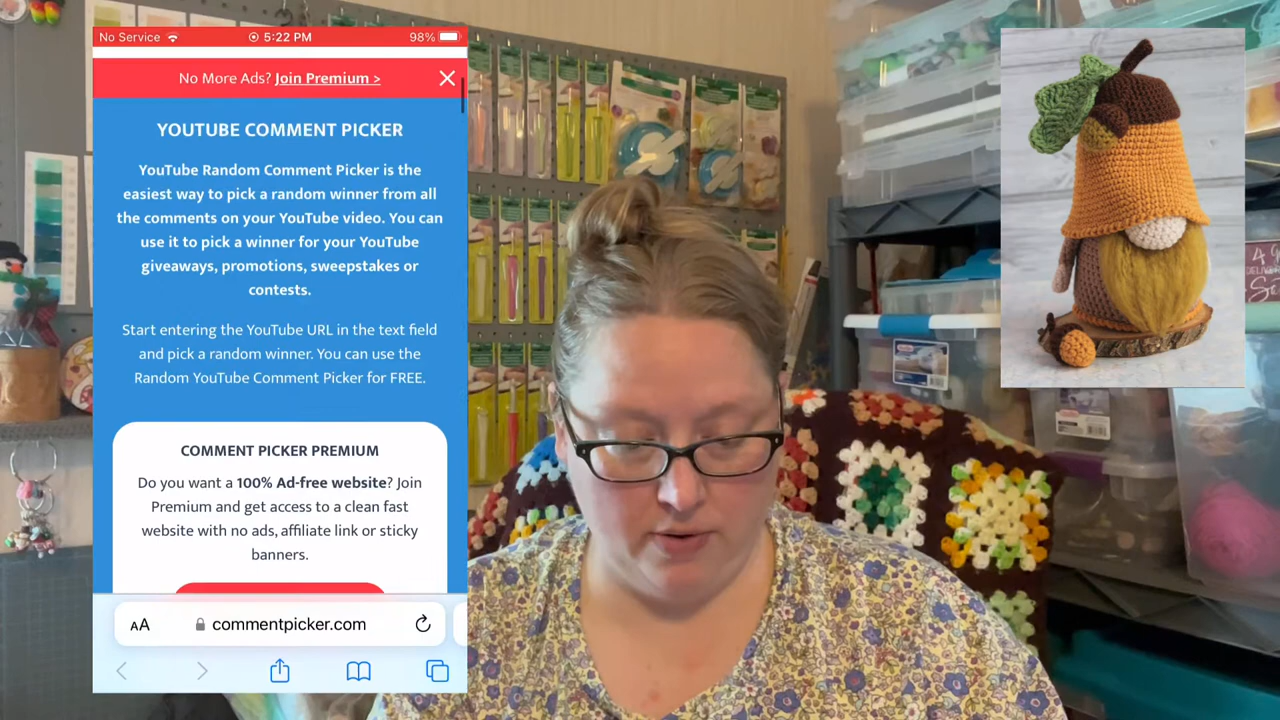 No Service
5:22 PM
98%
No More Ads? Join Premium >
YOUTUBE COMMENT PICKER
YouTube Random Comment Picker is the
easiest way to pick a random winner from all
the comments on your YouTube video. You can
use it to pick a winner for your YouTube
giveaways, promotions, sweepstakes or
contests.
Start entering the YouTube URL in the text field
and pick a random winner. You can use the
Random YouTube Comment Picker for FREE.
COMMENT PICKER PREMIUM
Do you want a 100% Ad-free website? Join
Premium and get access to a clean fast
website with no ads, affiliate link or sticky
banners.
AA
commentpicker.com